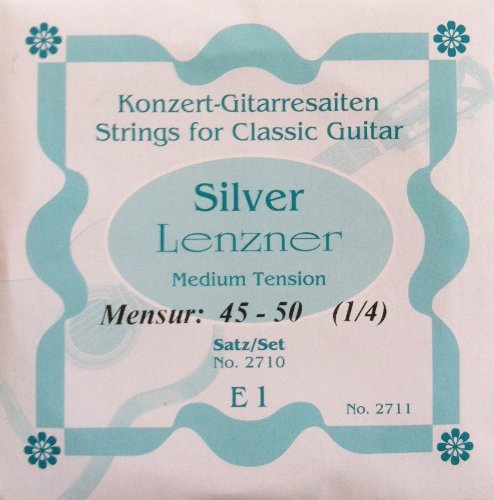 Konzert-Gitarresaiten
Strings for Classic Guitar
Silver
Lenzner
Medium Tension
Mensur: 45 - 50 (1/4)
Satz/Set
No. 2710
E 1
No. 2711